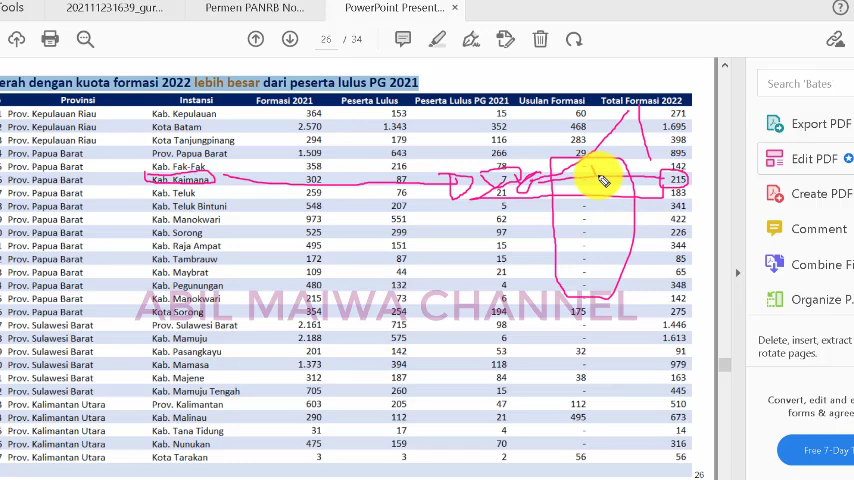 Tools 202111231639_gur... Permen PANRB No... PowerPoint Present... ×
26 / 34
erah dengan kuota formasi 2022 lebih besar dari peserta lulus PG 2021
Provinsi Instansi Formasi 2021 Peserta Lulus Peserta Lulus PG 2021 Usulan Formasi Total Formasi 2022
Prov. Kepulauan Riau Kab. Kepulauan 364 153 15 60 271
Prov. Kepulauan Riau Kota Batam 2.570 1.343 352 468 1.695
Prov. Kepulauan Riau Kota Tanjungpinang 294 179 116 283 398
Prov. Papua Barat Prov. Papua Barat 1.509 643 266 29 895
Prov. Papua Barat Kab. Fak-Fak 358 216 142
Prov. Papua Barat Kab. Kaimana 302 87 7 215
Prov. Papua Barat Kab. Teluk 259 76 21 - 183
Prov. Papua Barat Kab. Teluk Bintuni 548 207 5 - 341
Prov. Papua Barat Kab. Manokwari 973 551 62 - 422
Prov. Papua Barat Kab. Sorong 525 299 97 - 226
Prov. Papua Barat Kab. Raja Ampat 495 151 15 - 344
Prov. Papua Barat Kab. Tambrauw 172 87 15 - 85
Prov. Papua Barat Kab. Maybrat 109 44 21 - 65
Prov. Papua Barat Kab. Pegunungan 480 132 4 - 348
Prov. Papua Barat Kab. Manokwari 215 73 6 - 142
Prov. Papua Barat Kota Sorong 354 254 194 175 275
Prov. Sulawesi Barat Prov. Sulawesi Barat 2.161 715 98 - 1.446
Prov. Sulawesi Barat Kab. Mamuju 2.188 575 6 - 1.613
Prov. Sulawesi Barat Kab. Pasangkayu 201 142 53 32 91
Prov. Sulawesi Barat Kab. Mamasa 1.373 394 118 - 979
Prov. Sulawesi Barat Kab. Majene 312 187 84 38 163
Prov. Sulawesi Barat Kab. Mamuju Tengah 705 260 15 - 445
Prov. Kalimantan Utara Prov. Kalimantan 603 205 47 112 510
Prov. Kalimantan Utara Kab. Malinau 290 112 21 495 673
Prov. Kalimantan Utara Kab. Tana Tidung 31 17 4 - 14
Prov. Kalimantan Utara Kab. Nunukan 475 159 70 - 316
Prov. Kalimantan Utara Kota Tarakan 3 3 2 56 56
ABIL MAIWA CHANNEL
26
Search 'Bates
Export PDF
Edit PDF
Create PDF
Comment
Combine Fi
Organize P.
Delete, insert, extract
rotate pages.
Convert, edit and e
forms & agree
Free 7-Day T